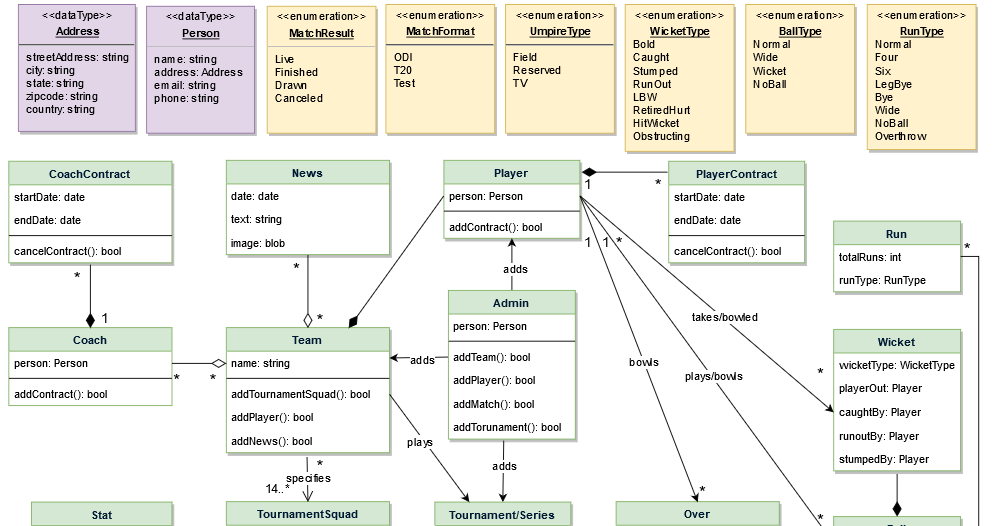 <<dataType>>
Address
streetAddress: string
city: string
state: string
zipcode: string
country: string
<<dataType>>
Person
name: string
address: Address
email: string
phone: string
<<enumeration>>
MatchResult
Live
Finished
Drawn
Canceled
<<enumeration>>
MatchFormat
ODI
T20
Test
<<enumeration>>
UmpireType
Field
Reserved
TV
<<enumeration>>
WicketType
Bold
Caught
Stumped
RunOut
LBW
RetiredHurt
HitWicket
Obstructing
<<enumeration>>
BallType
Normal
Wide
Wicket
NoBall
<<enumeration>>
RunType
Normal
Four
Six
LegBye
Bye
Wide
NoBall
Overthrow
CoachContract
startDate: date
endDate: date
cancelContract(): bool
*
1
News
date: date
text: string
image: blob
*
*
Player
person: Person
addContract(): bool
1
*
PlayerContract
startDate: date
endDate: date
cancelContract(): bool
1
1
*
Run
totalRuns: int
runType: RunType
*
adds
Admin
person: Person
addTeam(): bool
addPlayer(): bool
addMatch(): bool
addTorunament(): bool
Coach
person: Person
addContract(): bool
*
*
Team
name: string
addTournamentSquad(): bool
addPlayer(): bool
addNews(): bool
adds
takes/bowled
bowls
plays/bowls
*
Wicket
wicketType: WicketType
playerOut: Player
caughtBy: Player
runoutBy: Player
stumpedBy: Player
plays
adds
*
specifies
14..*
*
*
Stat
TournamentSquad
Tournament/Series
Over